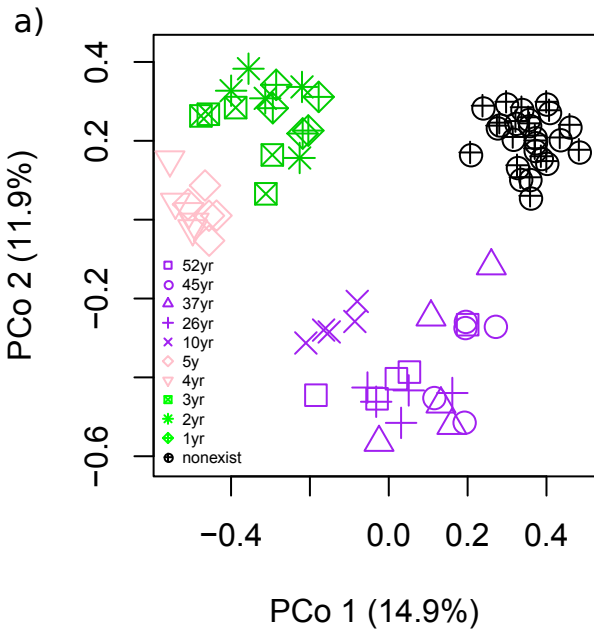 a)
PCo 2 (11.9%)
0.4
0.2
−0.2
−0.6
52yr
45yr
37yr
26yr
10yr
5y
4yr
3yr
2yr
1yr
nonexist
−0.4
0.0
0.2
0.4
PCo 1 (14.9%)